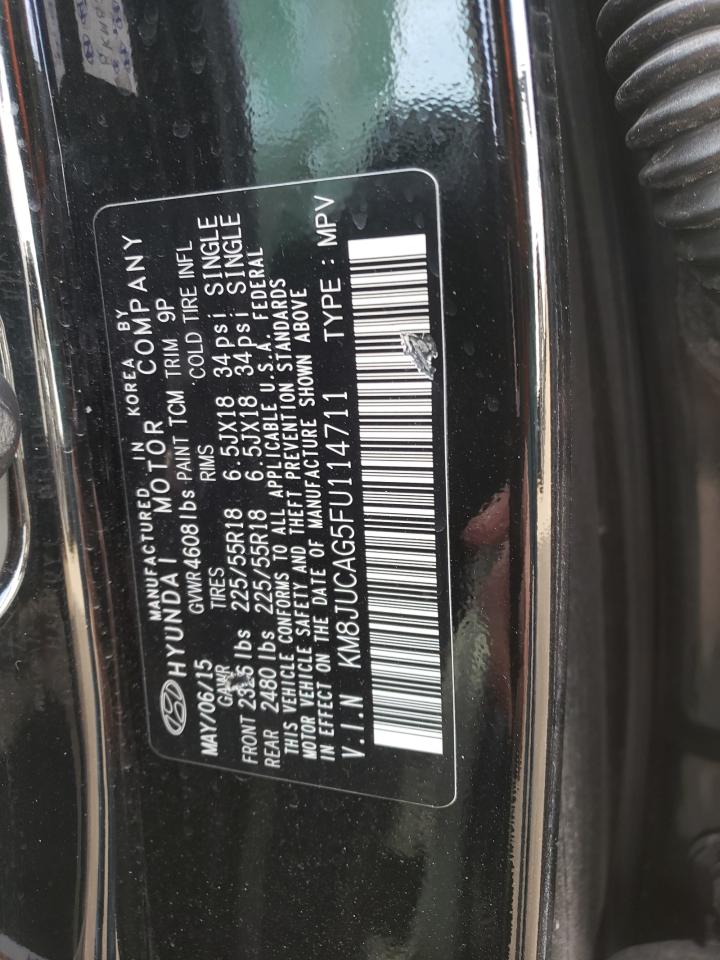 MANUFACTURED IN KOREA BY
HYUNDAI MOTOR COMPANY
MAY/06/15 GVWR 4608 lbs PAINT TCM TRIM 9P
GAWR TIRES RIMS COLD TIRE INFL
FRONT lbs 225/55R18 6.5JX18 34psi SINGLE
REAR 2480 lbs 225/55R18 6.5JX18 34psi SINGLE
THIS VEHICLE CONFORMS TO ALL APPLICABLE U.S.A. FEDERAL
MOTOR VEHICLE SAFETY AND THEFT PREVENTION STANDARDS
IN EFFECT ON THE DATE OF MANUFACTURE SHOWN ABOVE
V.I.N KM8JUCAG5FU114711 TYPE : MPV